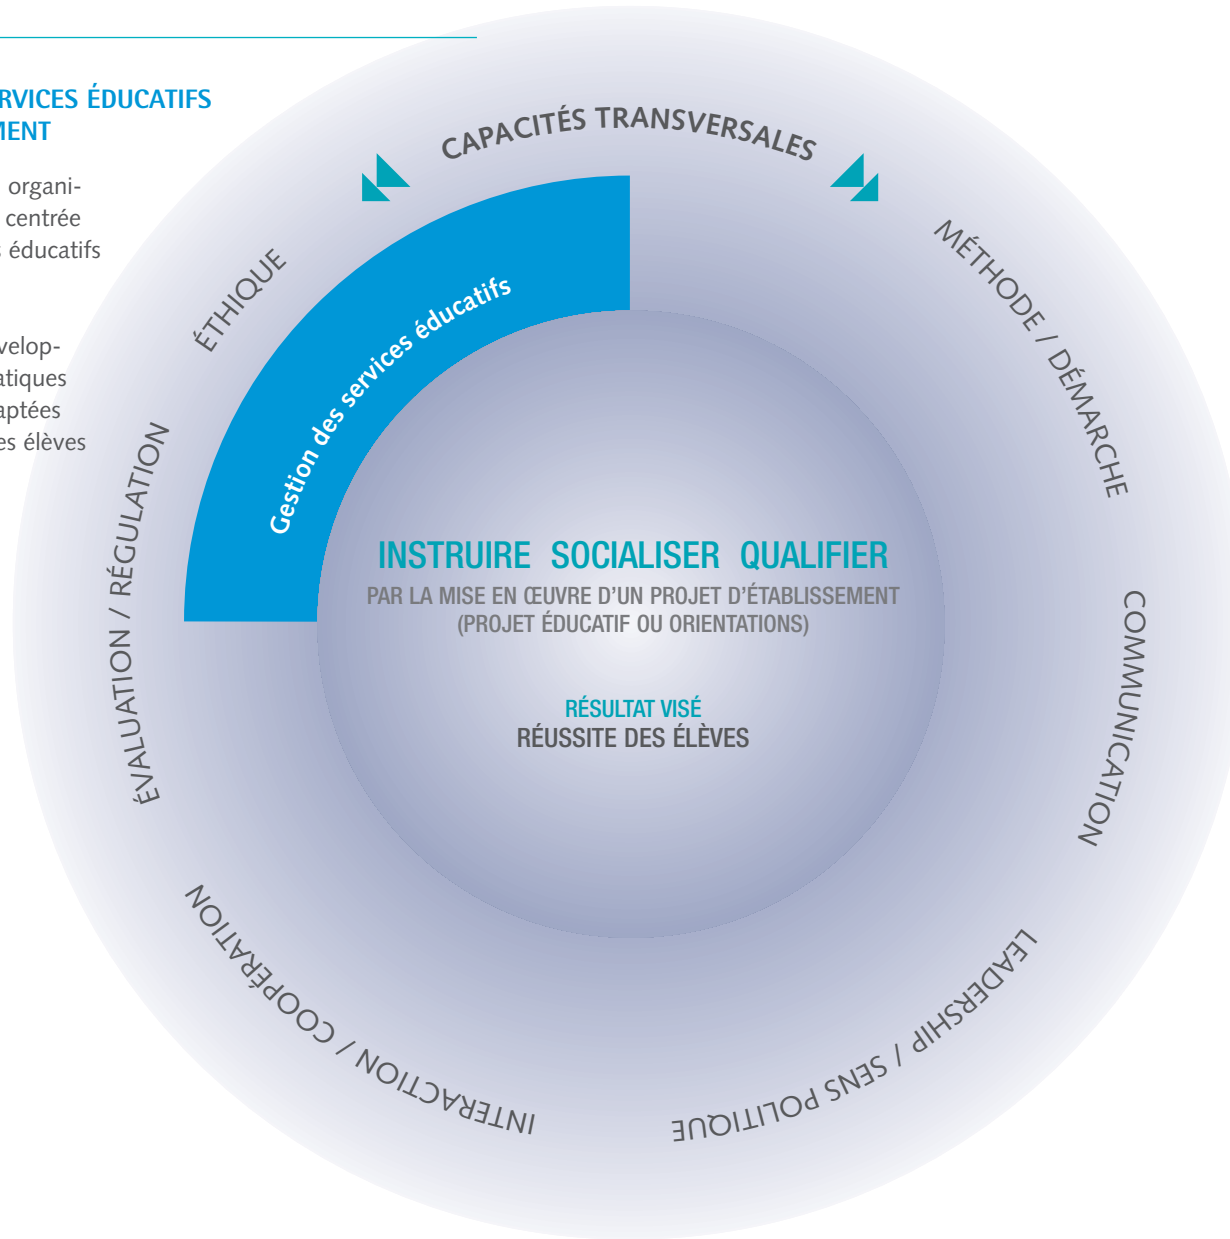 RVICES ÉDUCATIFS
MENT
organi-
centrée
s éducatifs
velop-
atiques
aptées
es élèves
CAPACITÉS TRANSVERSALES
MÉTHODE / DÉMARCHE
COMMUNICATION
LEADERSHIP / SENS POLITIQUE
INTERACTION / COOPÉRATION
ÉVALUATION / RÉGULATION
ÉTHIQUE
Gestion des services éducatifs
INSTRUIRE SOCIALISER QUALIFIER
PAR LA MISE EN ŒUVRE D’UN PROJET D’ÉTABLISSEMENT
(PROJET ÉDUCATIF OU ORIENTATIONS)
RÉSULTAT VISÉ
RÉUSSITE DES ÉLÈVES